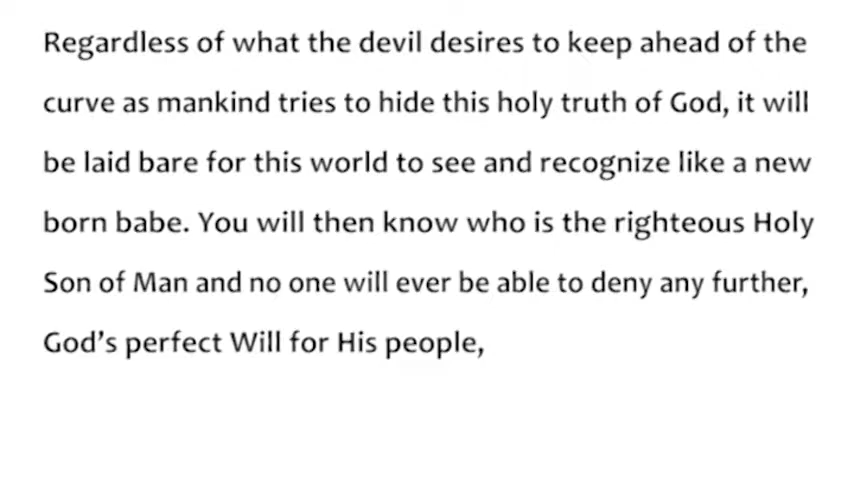 Regardless of what the devil desires to keep ahead of the
curve as mankind tries to hide this holy truth of God, it will
be laid bare for this world to see and recognize like a new
born babe. You will then know who is the righteous Holy
Son of Man and no one will ever be able to deny any further,
God’s perfect Will for His people,